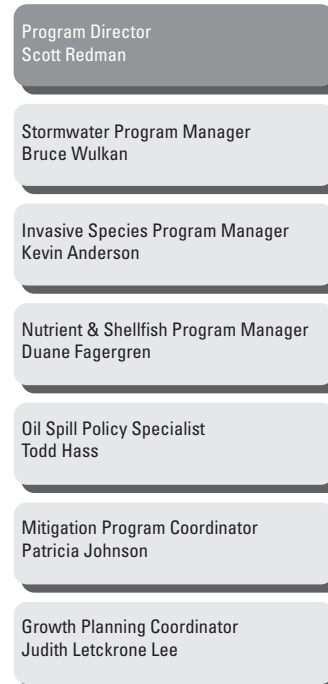 Program Director
Scott Redman
Stormwater Program Manager
Bruce Wulkan
Invasive Species Program Manager
Kevin Anderson
Nutrient & Shellfish Program Manager
Duane Fagergren
Oil Spill Policy Specialist
Todd Hass
Mitigation Program Coordinator
Patricia Johnson
Growth Planning Coordinator
Judith Letckrone Lee